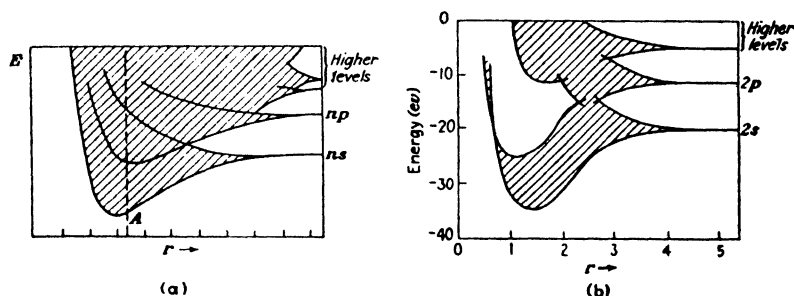 E
Higher
levels
np
ns
A
r →
(a)
Energy (ev)
0
-10
-20
-30
-40
0 1 2 3 4 5
r →
Higher
levels
2p
2s
(b)